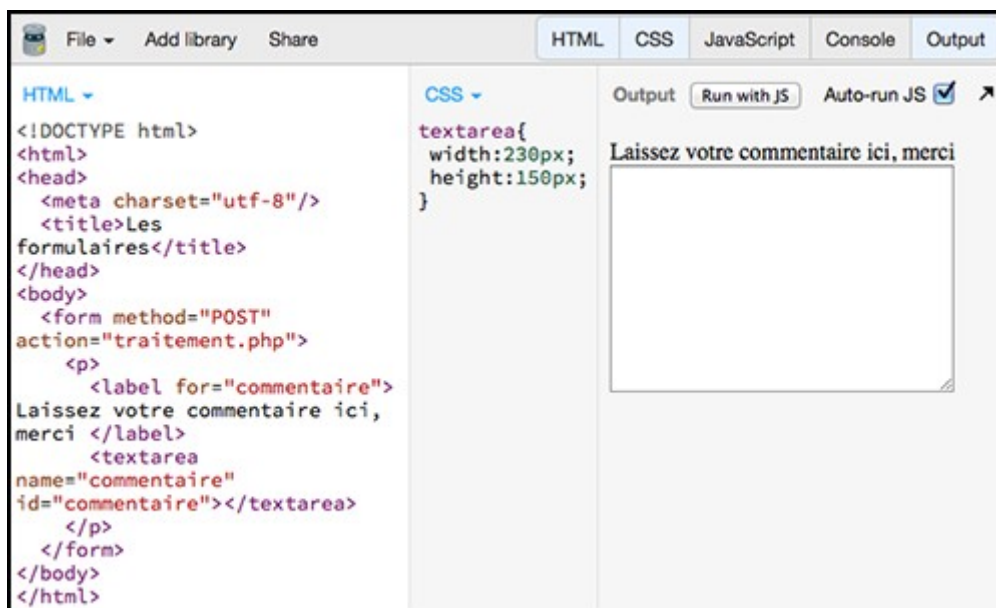 File Add library Share HTML CSS JavaScript Console Output
HTML
<!DOCTYPE html>
<html>
<head>
<meta charset="utf-8"/>
<title>Les
formulaires</title>
</head>
<body>
<form method="POST"
action="traitement.php">
<p>
<label for="commentaire">
Laissez votre commentaire ici,
merci </label>
<textarea
name="commentaire"
id="commentaire"></textarea>
</p>
</form>
</body>
</html>
CSS
textarea{
width:230px;
height:150px;
}
Output Run with JS Auto-run JS
Laissez votre commentaire ici, merci